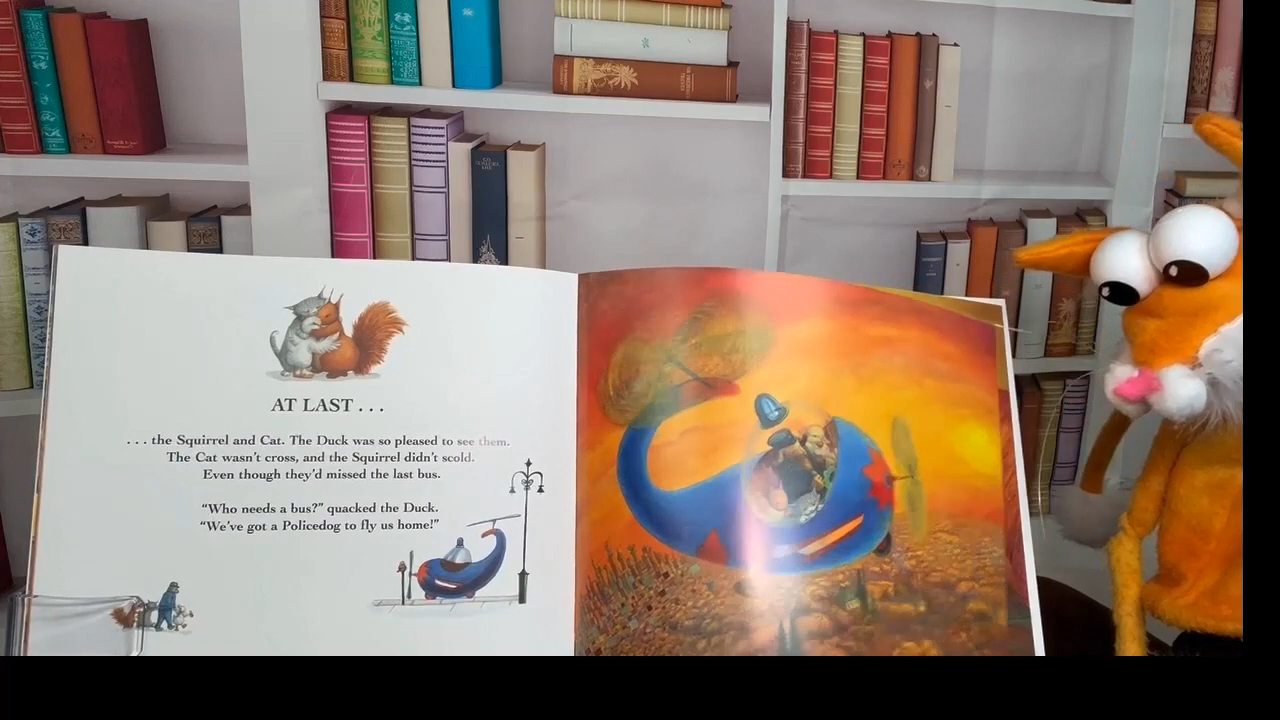 AT LAST . . .
. . . the Squirrel and Cat. The Duck was so pleased to see them.
The Cat wasn't cross, and the Squirrel didn't scold.
Even though they'd missed the last bus.
"Who needs a bus?" quacked the Duck.
"We've got a Policedog to fly us home!"